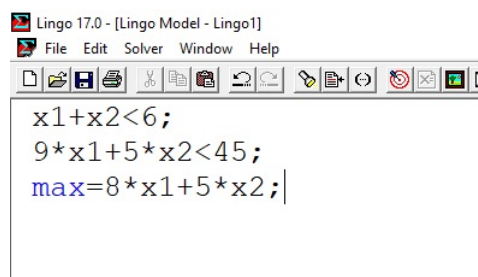 Lingo 17.0 - [Lingo Model - Lingo1]
File Edit Solver Window Help
x1+x2<6;
9*x1+5*x2<45;
max=8*x1+5*x2;